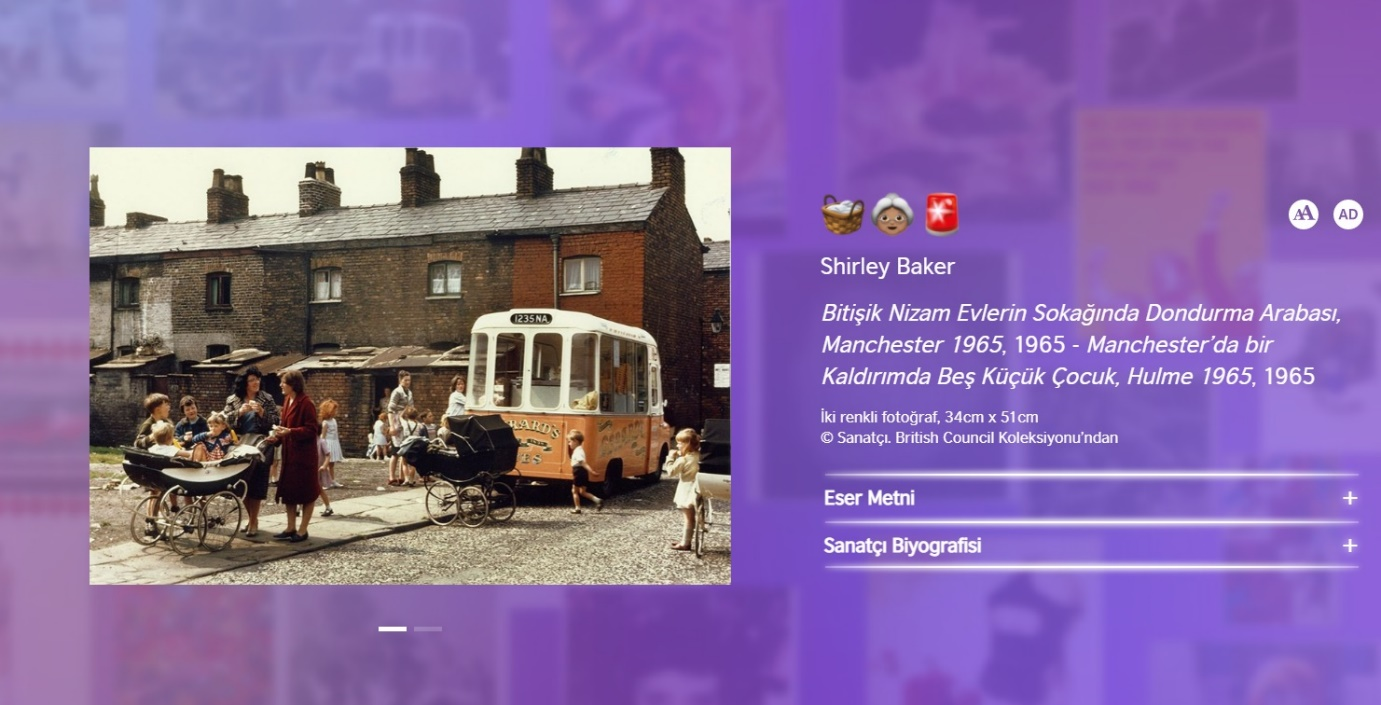 1235NA
AA
AD
Shirley Baker
Bitişik Nizam Evlerin Sokağında Dondurma Arabası,
Manchester 1965, 1965 - Manchester’da bir
Kaldırımda Beş Küçük Çocuk, Hulme 1965, 1965
İki renkli fotoğraf, 34cm x 51cm
© Sanatçı. British Council Koleksiyonu’ndan
Eser Metni +
Sanatçı Biyografisi +